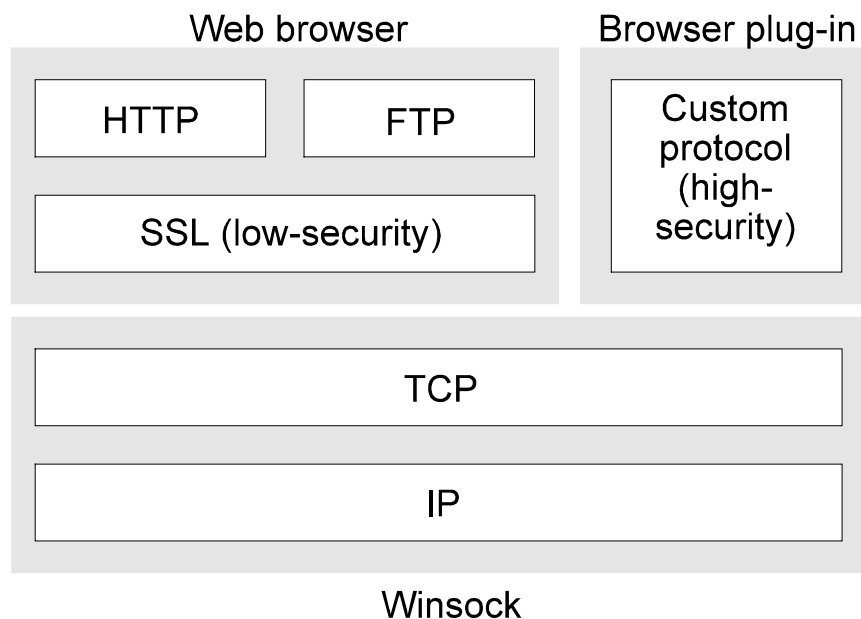 Web browser
Browser plug-in
HTTP
FTP
Custom
protocol
(high-
security)
SSL (low-security)
TCP
IP
Winsock